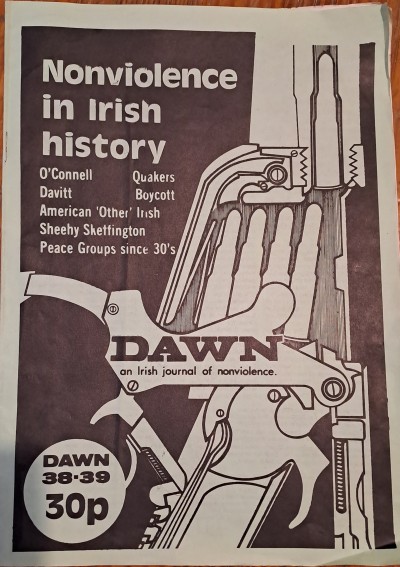 Nonviolence
in Irish
history
O'Connell Quakers
Davitt Boycott
American 'Other' Irish
Sheehy Skeffington
Peace Groups since 30's
DAWN
an Irish journal of nonviolence.
DAWN
38-39
30p